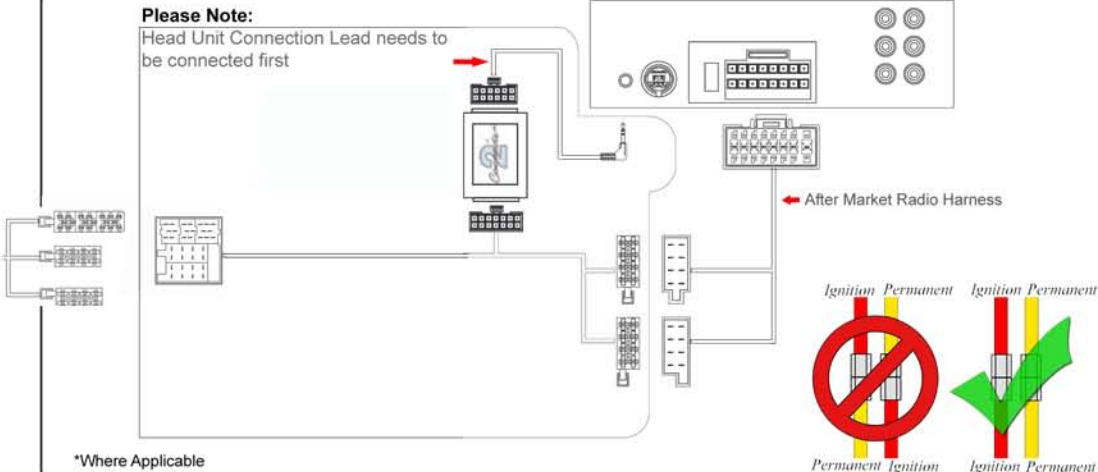 Please Note:
Head Unit Connection Lead needs to
be connected first
2
After Market Radio Harness
Ignition Permanent
Ignition Permanent
Permanent Ignition
Ignition Permanent
*Where Applicable